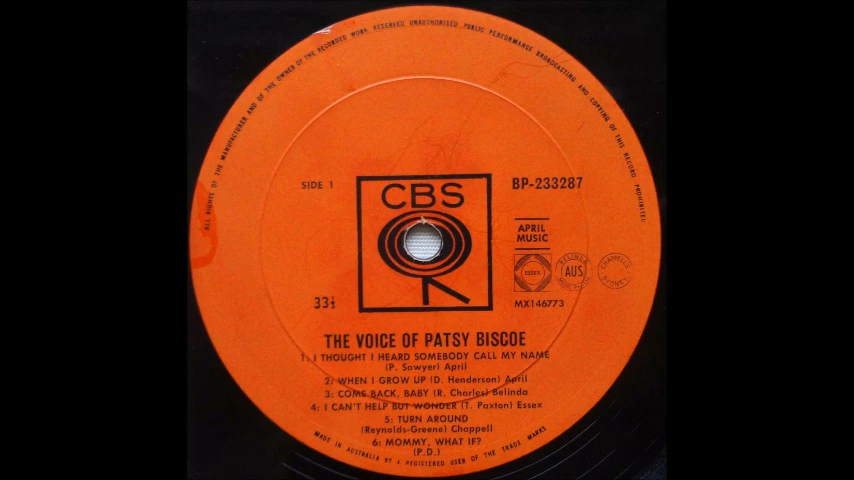 ALL RIGHTS OF THE MANUFACTURER AND OF THE OWNER OF THE RECORDED WORK RESERVED UNAUTHORISED PUBLIC PERFORMANCE BROADCASTING AND COPYING OF THIS RECORD PROHIBITED
SIDE 1
CBS
BP-233287
APRIL
MUSIC
ESSEX
BELINDA
AUS
CHAPPELL'S
SYDNEY
33⅓
MX146773
THE VOICE OF PATSY BISCOE
1: I THOUGHT I HEARD SOMEBODY CALL MY NAME
(P. Sawyer) April
2: WHEN I GROW UP (D. Henderson) April
3: COME BACK, BABY (R. Charles) Belinda
4: I CAN'T HELP BUT WONDER (T. Paxton) Essex
5: TURN AROUND
(Reynolds-Greene) Chappell
6: MOMMY, WHAT IF?
(P.D.)
MADE IN AUSTRALIA BY A REGISTERED USER OF THE TRADE MARKS